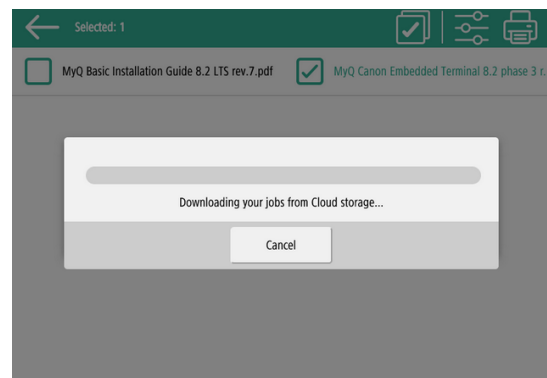 Selected: 1
MyQ Basic Installation Guide 8.2 LTS rev.7.pdf
MyQ Canon Embedded Terminal 8.2 phase 3 r.
Downloading your jobs from Cloud storage...
Cancel